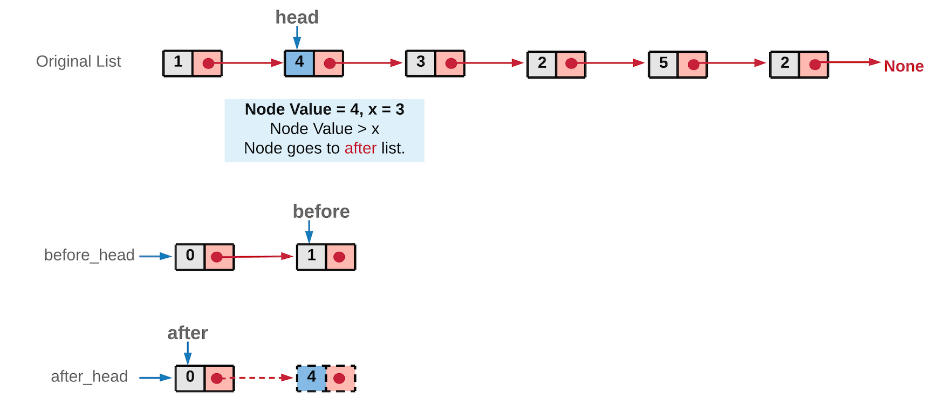 head
Original List 1 4 3 2 5 2 None
Node Value = 4, x = 3
Node Value > x
Node goes to after list.
before
before_head 0 1
after
after_head 0 4